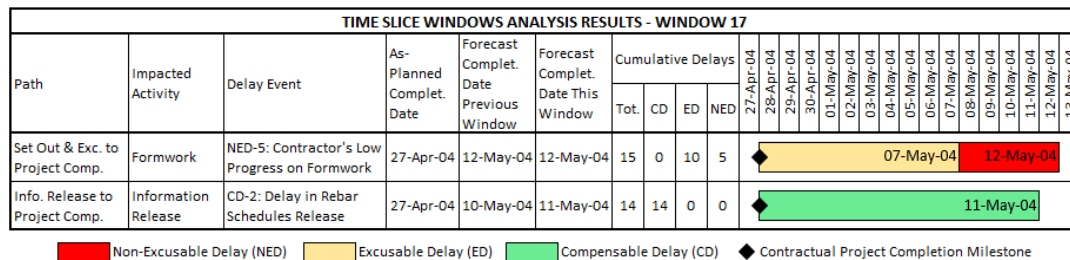 TIME SLICE WINDOWS ANALYSIS RESULTS - WINDOW 17
Path
Impacted
Activity
Delay Event
As-
Planned
Complet.
Date
Forecast
Complet.
Date
Previous
Window
Forecast
Complet.
Date This
Window
Cumulative Delays
Tot. CD ED NED
27-Apr-04
28-Apr-04
29-Apr-04
30-Apr-04
01-May-04
02-May-04
03-May-04
04-May-04
05-May-04
06-May-04
07-May-04
08-May-04
09-May-04
10-May-04
11-May-04
12-May-04
13-May-04
Set Out & Exc. to
Project Comp.
Formwork
NED-5: Contractor's Low
Progress on Formwork
27-Apr-04 12-May-04 12-May-04 15 0 10 5
07-May-04 12-May-04
Info. Release to
Project Comp.
Information
Release
CD-2: Delay in Rebar
Schedules Release
27-Apr-04 10-May-04 11-May-04 14 14 0 0
11-May-04
Non-Excusable Delay (NED) Excusable Delay (ED) Compensable Delay (CD) Contractual Project Completion Milestone